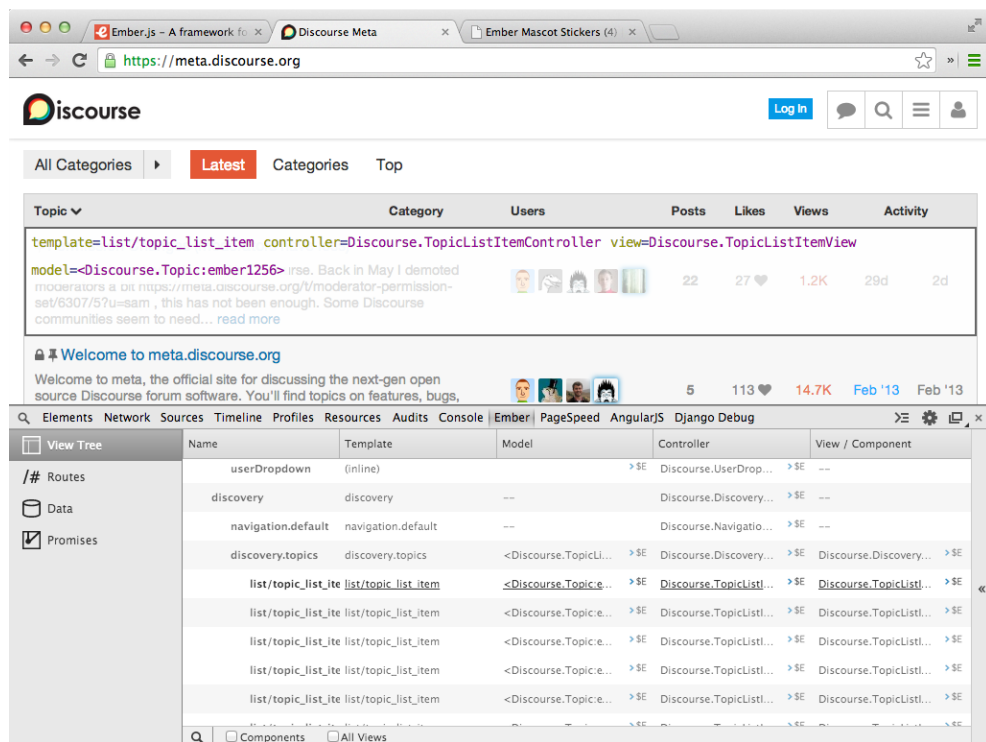 Ember.js – A framework fo
Discourse Meta
Ember Mascot Stickers (4)
https://meta.discourse.org
Discourse
Log In
All Categories
Latest
Categories
Top
Topic Category Users Posts Likes Views Activity
template=list/topic_list_item controller=Discourse.TopicListItemController view=Discourse.TopicListItemView
model=<Discourse.Topic:ember1256> Back in May I demoted
moderators a bit https://meta.discourse.org/t/moderator-permission-
set/6307/5?u=sam , this has not been enough. Some Discourse
communities seem to need... read more
22 27 1.2K 29d 2d
Welcome to meta.discourse.org
Welcome to meta, the official site for discussing the next-gen open
source Discourse forum software. You'll find topics on features, bugs,
5 113 14.7K Feb '13 Feb '13
Elements Network Sources Timeline Profiles Resources Audits Console Ember PageSpeed AngularJS Django Debug
View Tree
/# Routes
Data
Promises
Name Template Model Controller View / Component
userDropdown (inline) >$E Discourse.UserDrop... >$E --
discovery discovery -- Discourse.Discovery... >$E --
navigation.default navigation.default -- Discourse.Navigatio... >$E --
discovery.topics discovery.topics <Discourse.TopicLi... >$E Discourse.Discovery... >$E Discourse.Discovery... >$E
list/topic_list_ite list/topic_list_item <Discourse.Topic:e... >$E Discourse.TopicListI... >$E Discourse.TopicListI... >$E
list/topic_list_ite list/topic_list_item <Discourse.Topic:e... >$E Discourse.TopicListI... >$E Discourse.TopicListI... >$E
list/topic_list_ite list/topic_list_item <Discourse.Topic:e... >$E Discourse.TopicListI... >$E Discourse.TopicListI... >$E
list/topic_list_ite list/topic_list_item <Discourse.Topic:e... >$E Discourse.TopicListI... >$E Discourse.TopicListI... >$E
list/topic_list_ite list/topic_list_item <Discourse.Topic:e... >$E Discourse.TopicListI... >$E Discourse.TopicListI... >$E
Components All Views